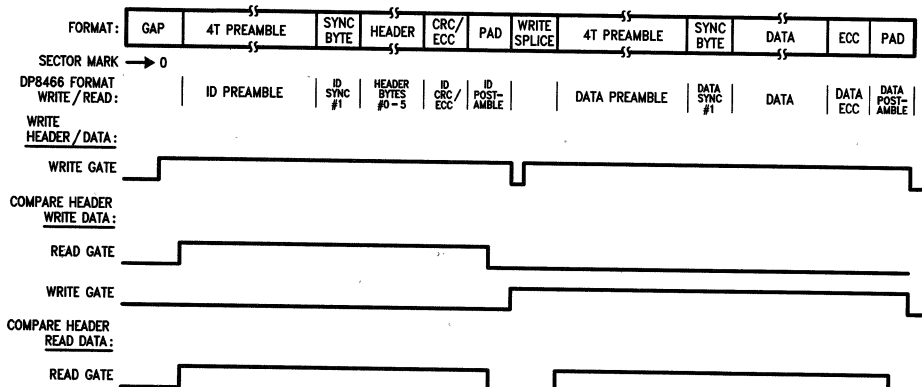 FORMAT: GAP 4T PREAMBLE SYNC BYTE HEADER CRC/ ECC PAD WRITE SPLICE 4T PREAMBLE SYNC BYTE DATA ECC PAD
SECTOR MARK 0
DP8466 FORMAT
WRITE/READ: ID PREAMBLE ID SYNC #1 HEADER BYTES #0-5 ID CRC/ ECC ID POST- AMBLE DATA PREAMBLE DATA SYNC #1 DATA DATA ECC DATA POST- AMBLE
WRITE
HEADER/DATA:
WRITE GATE
COMPARE HEADER
WRITE DATA:
READ GATE
WRITE GATE
COMPARE HEADER
READ DATA:
READ GATE